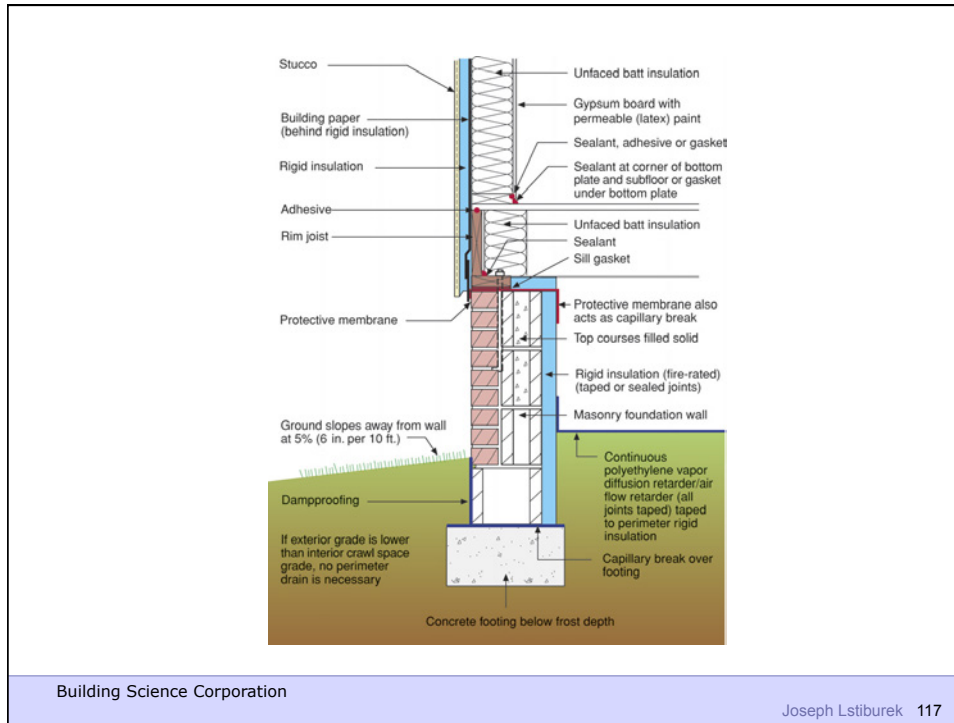 Stucco
Building paper
(behind rigid insulation)
Rigid insulation
Adhesive
Rim joist
Protective membrane
Ground slopes away from wall
at 5% (6 in. per 10 ft.)
Dampproofing
If exterior grade is lower
than interior crawl space
grade, no perimeter
drain is necessary
Unfaced batt insulation
Gypsum board with
permeable (latex) paint
Sealant, adhesive or gasket
Sealant at corner of bottom
plate and subfloor or gasket
under bottom plate
Unfaced batt insulation
Sealant
Sill gasket
Protective membrane also
acts as capillary break
Top courses filled solid
Rigid insulation (fire-rated)
(taped or sealed joints)
Masonry foundation wall
Continuous
polyethylene vapor
diffusion retarder/air
flow retarder (all
joints taped) taped
to perimeter rigid
insulation
Capillary break over
footing
Concrete footing below frost depth
Building Science Corporation
Joseph Lstiburek 117